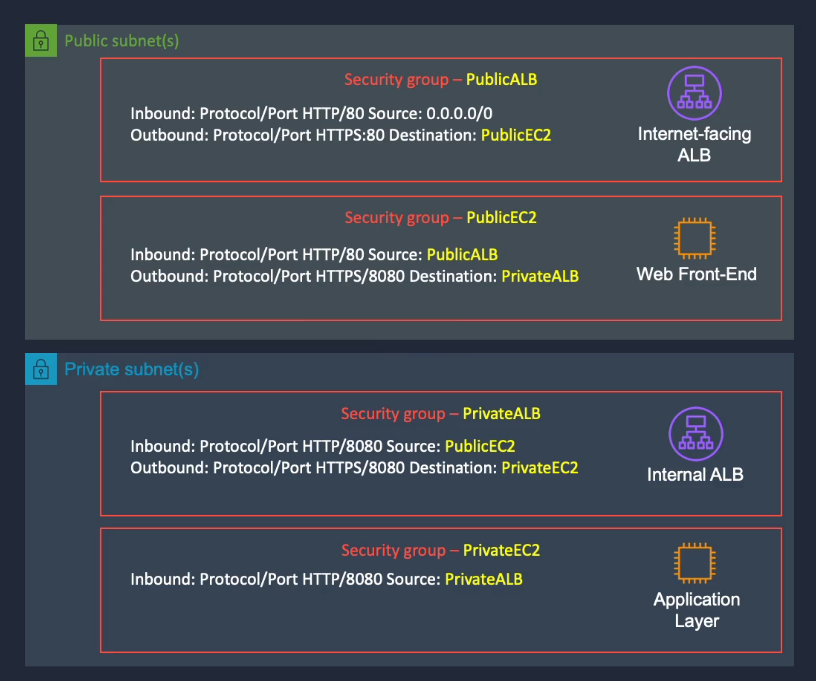 Public subnet(s)
Security group – PublicALB
Inbound: Protocol/Port HTTP/80 Source: 0.0.0.0/0
Outbound: Protocol/Port HTTPS:80 Destination: PublicEC2
Internet-facing
ALB
Security group – PublicEC2
Inbound: Protocol/Port HTTP/80 Source: PublicALB
Outbound: Protocol/Port HTTPS/8080 Destination: PrivateALB
Web Front-End
Private subnet(s)
Security group – PrivateALB
Inbound: Protocol/Port HTTP/8080 Source: PublicEC2
Outbound: Protocol/Port HTTPS/8080 Destination: PrivateEC2
Internal ALB
Security group – PrivateEC2
Inbound: Protocol/Port HTTP/8080 Source: PrivateALB
Application
Layer